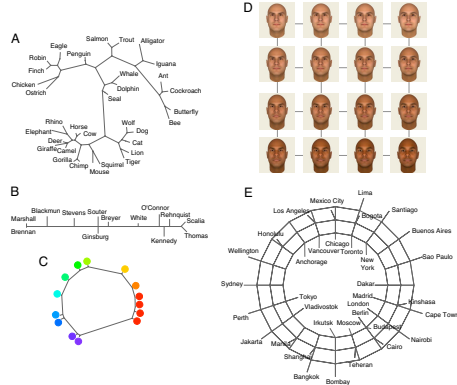 A
Salmon Trout Alligator
Eagle
Robin Penguin
Finch
Iguana
Chicken
Ostrich
Whale
Dolphin
Seal
Ant
Cockroach
Butterfly
Bee
Rhino
Elephant
Horse
Cow
Deer
Giraffe Camel
Gorilla
Chimp
Mouse
Squirrel
Wolf
Dog
Cat
Lion
Tiger
B
Marshall
Blackmun
Stevens
Souter
Breyer
White
O'Connor
Rehnquist
Scalia
Brennan
Ginsburg
Kennedy
Thomas
C
D
E
Lima
Mexico City
Los Angeles
Bogota
Santiago
Honolulu
Chicago
Vancouver Toronto
Buenos Aires
Wellington
Anchorage
New
York
Sao Paulo
Sydney
Dakar
Tokyo
Madrid
Kinshasa
Vladivostok
London
Cape Town
Perth
Berlin
Irkutsk Moscow
Budapest
Jakarta
Manila
Nairobi
Shanghai
Cairo
Bangkok
Teheran
Bombay